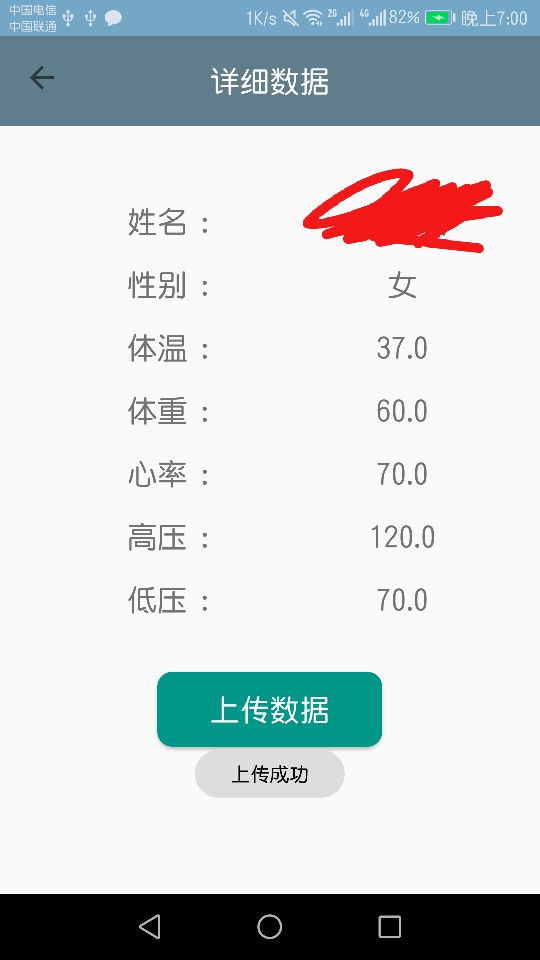 中国电信
中国联通
1K/s 2G 4G 82% 晚上7:00
详细数据
姓名：
性别： 女
体温： 37.0
体重： 60.0
心率： 70.0
高压： 120.0
低压： 70.0
上传数据
上传成功